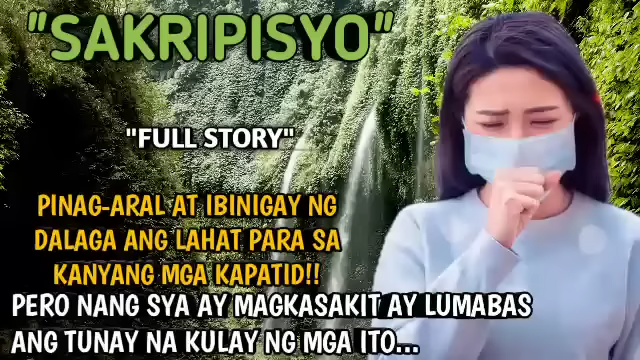 "SAKRIPISYO"
"FULL STORY"
PINAG-ARAL AT IBINIGAY NG
DALAGA ANG LAHAT PARA SA
KANYANG MGA KAPATID!!
PERO NANG SYA AY MAGKASAKIT AY LUMABAS
ANG TUNAY NA KULAY NG MGA ITO...